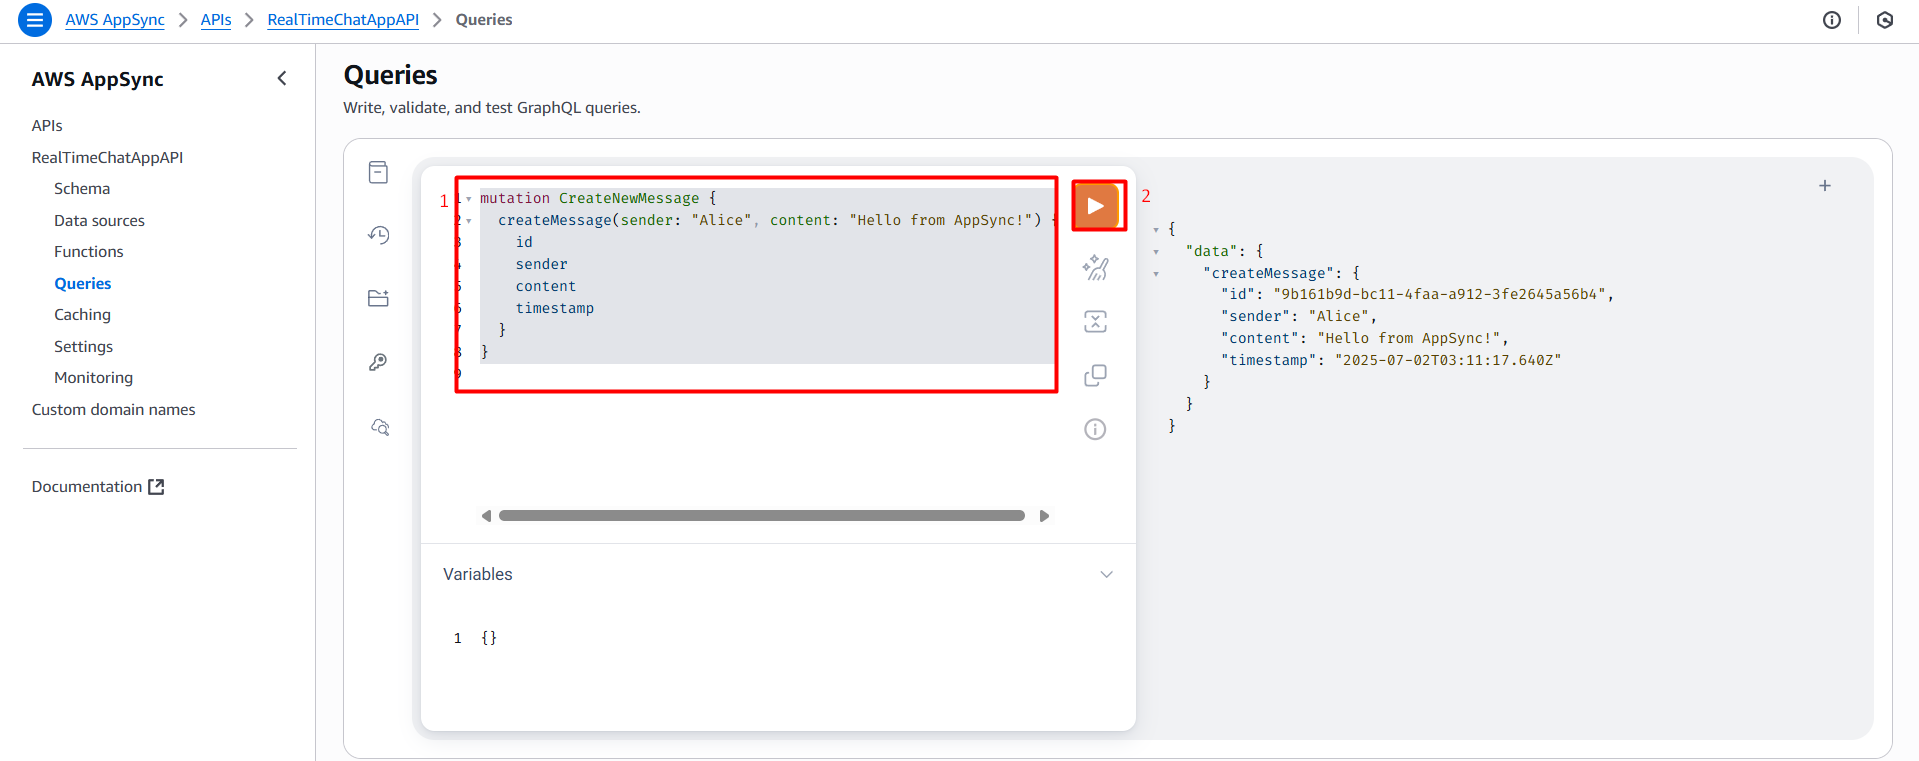 AWS AppSync > APIs > RealTimeChatAppAPI > Queries
AWS AppSync
APIs
RealTimeChatAppAPI
Schema
Data sources
Functions
Queries
Caching
Settings
Monitoring
Custom domain names
Documentation
Queries
Write, validate, and test GraphQL queries.
1
1 mutation CreateNewMessage {
2 createMessage(sender: "Alice", content: "Hello from AppSync!") {
3 id
4 sender
5 content
6 timestamp
7 }
8 }
9
Variables
1 {}
2
+
{
"data": {
"createMessage": {
"id": "9b161b9d-bc11-4faa-a912-3fe2645a56b4",
"sender": "Alice",
"content": "Hello from AppSync!",
"timestamp": "2025-07-02T03:11:17.640Z"
}
}
}